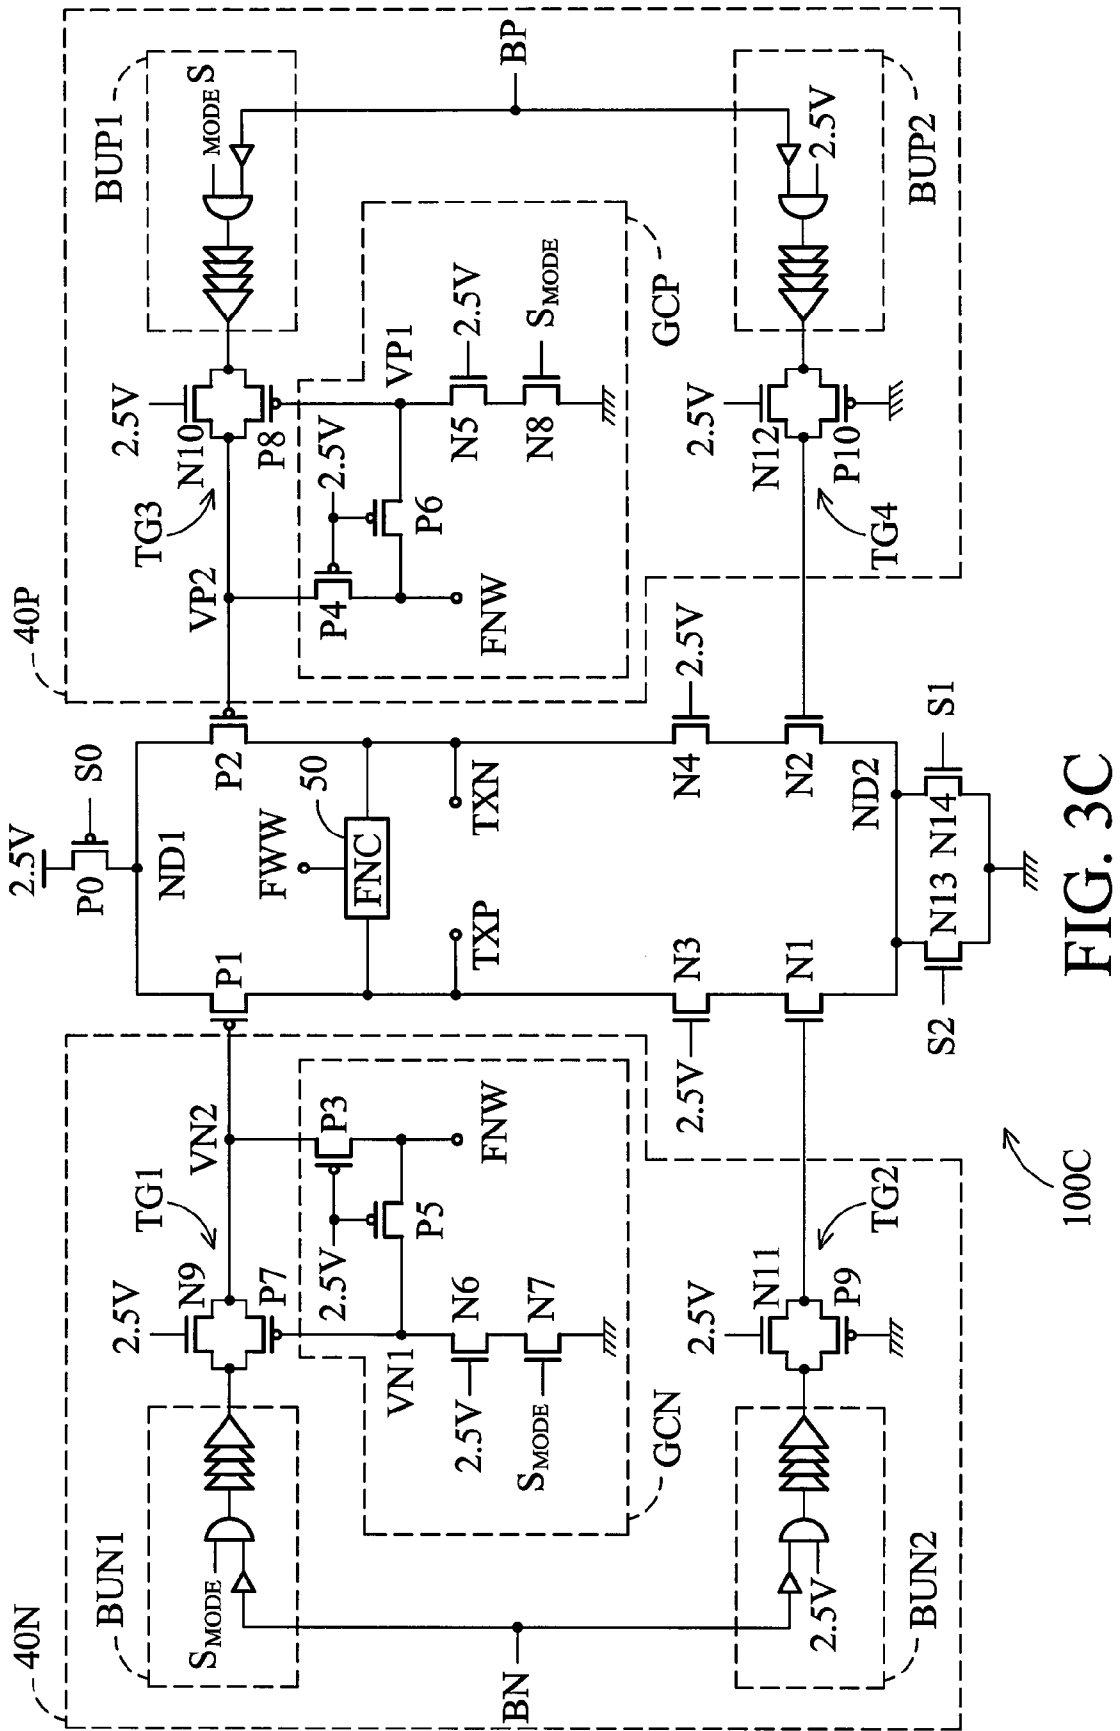 40N
BUN1
SMODE
BN
2.5V
BUN2
2.5V
N9
P7
TG1
VN2
VN1
2.5V
P3
P5
FNW
2.5V
N6
SMODE
N7
GCN
2.5V
N11
P9
TG2
2.5V
P0
S0
ND1
P1
P2
FWW
50
FNC
TXP
TXN
2.5V
N3
N4
2.5V
N1
N2
ND2
S2
N13
N14
S1
40P
VP2
TG3
2.5V
N10
P8
BUP1
MODE S
P4
2.5V
P6
FNW
VP1
N5
2.5V
N8
SMODE
GCP
BP
2.5V
N12
P10
TG4
2.5V
BUP2
100C
FIG. 3C